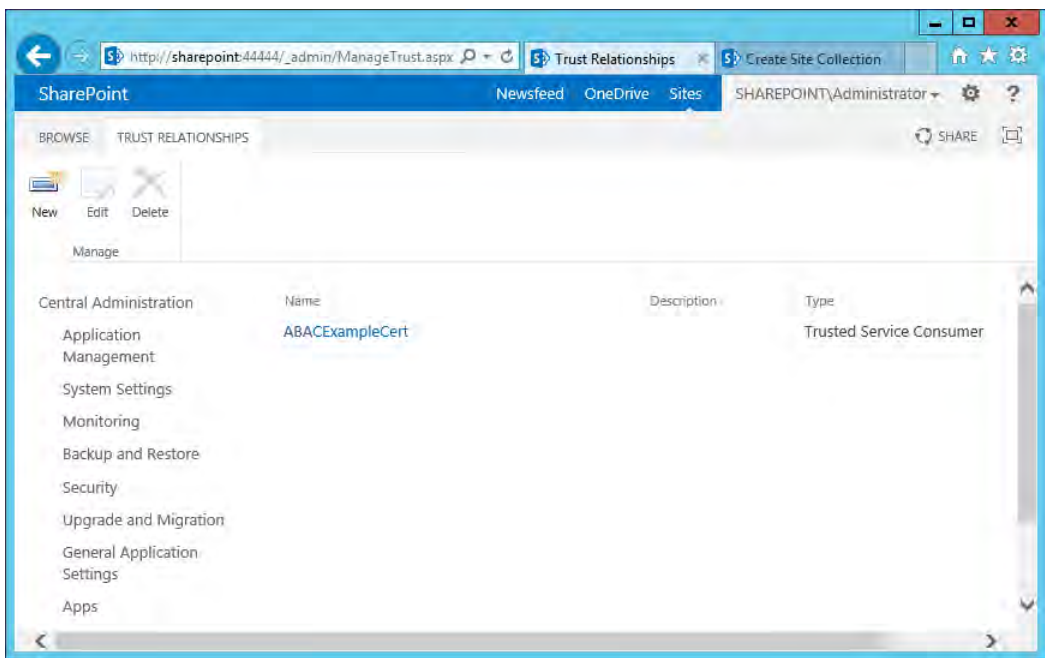 http://sharepoint:44444/_admin/ManageTrust.aspx
Trust Relationships
Create Site Collection
SharePoint
Newsfeed OneDrive Sites
SHAREPOINT\Administrator
?
BROWSE TRUST RELATIONSHIPS
SHARE
New Edit Delete
Manage
Central Administration
Name Description Type
Application
Management
ABACExampleCert Trusted Service Consumer
System Settings
Monitoring
Backup and Restore
Security
Upgrade and Migration
General Application
Settings
Apps